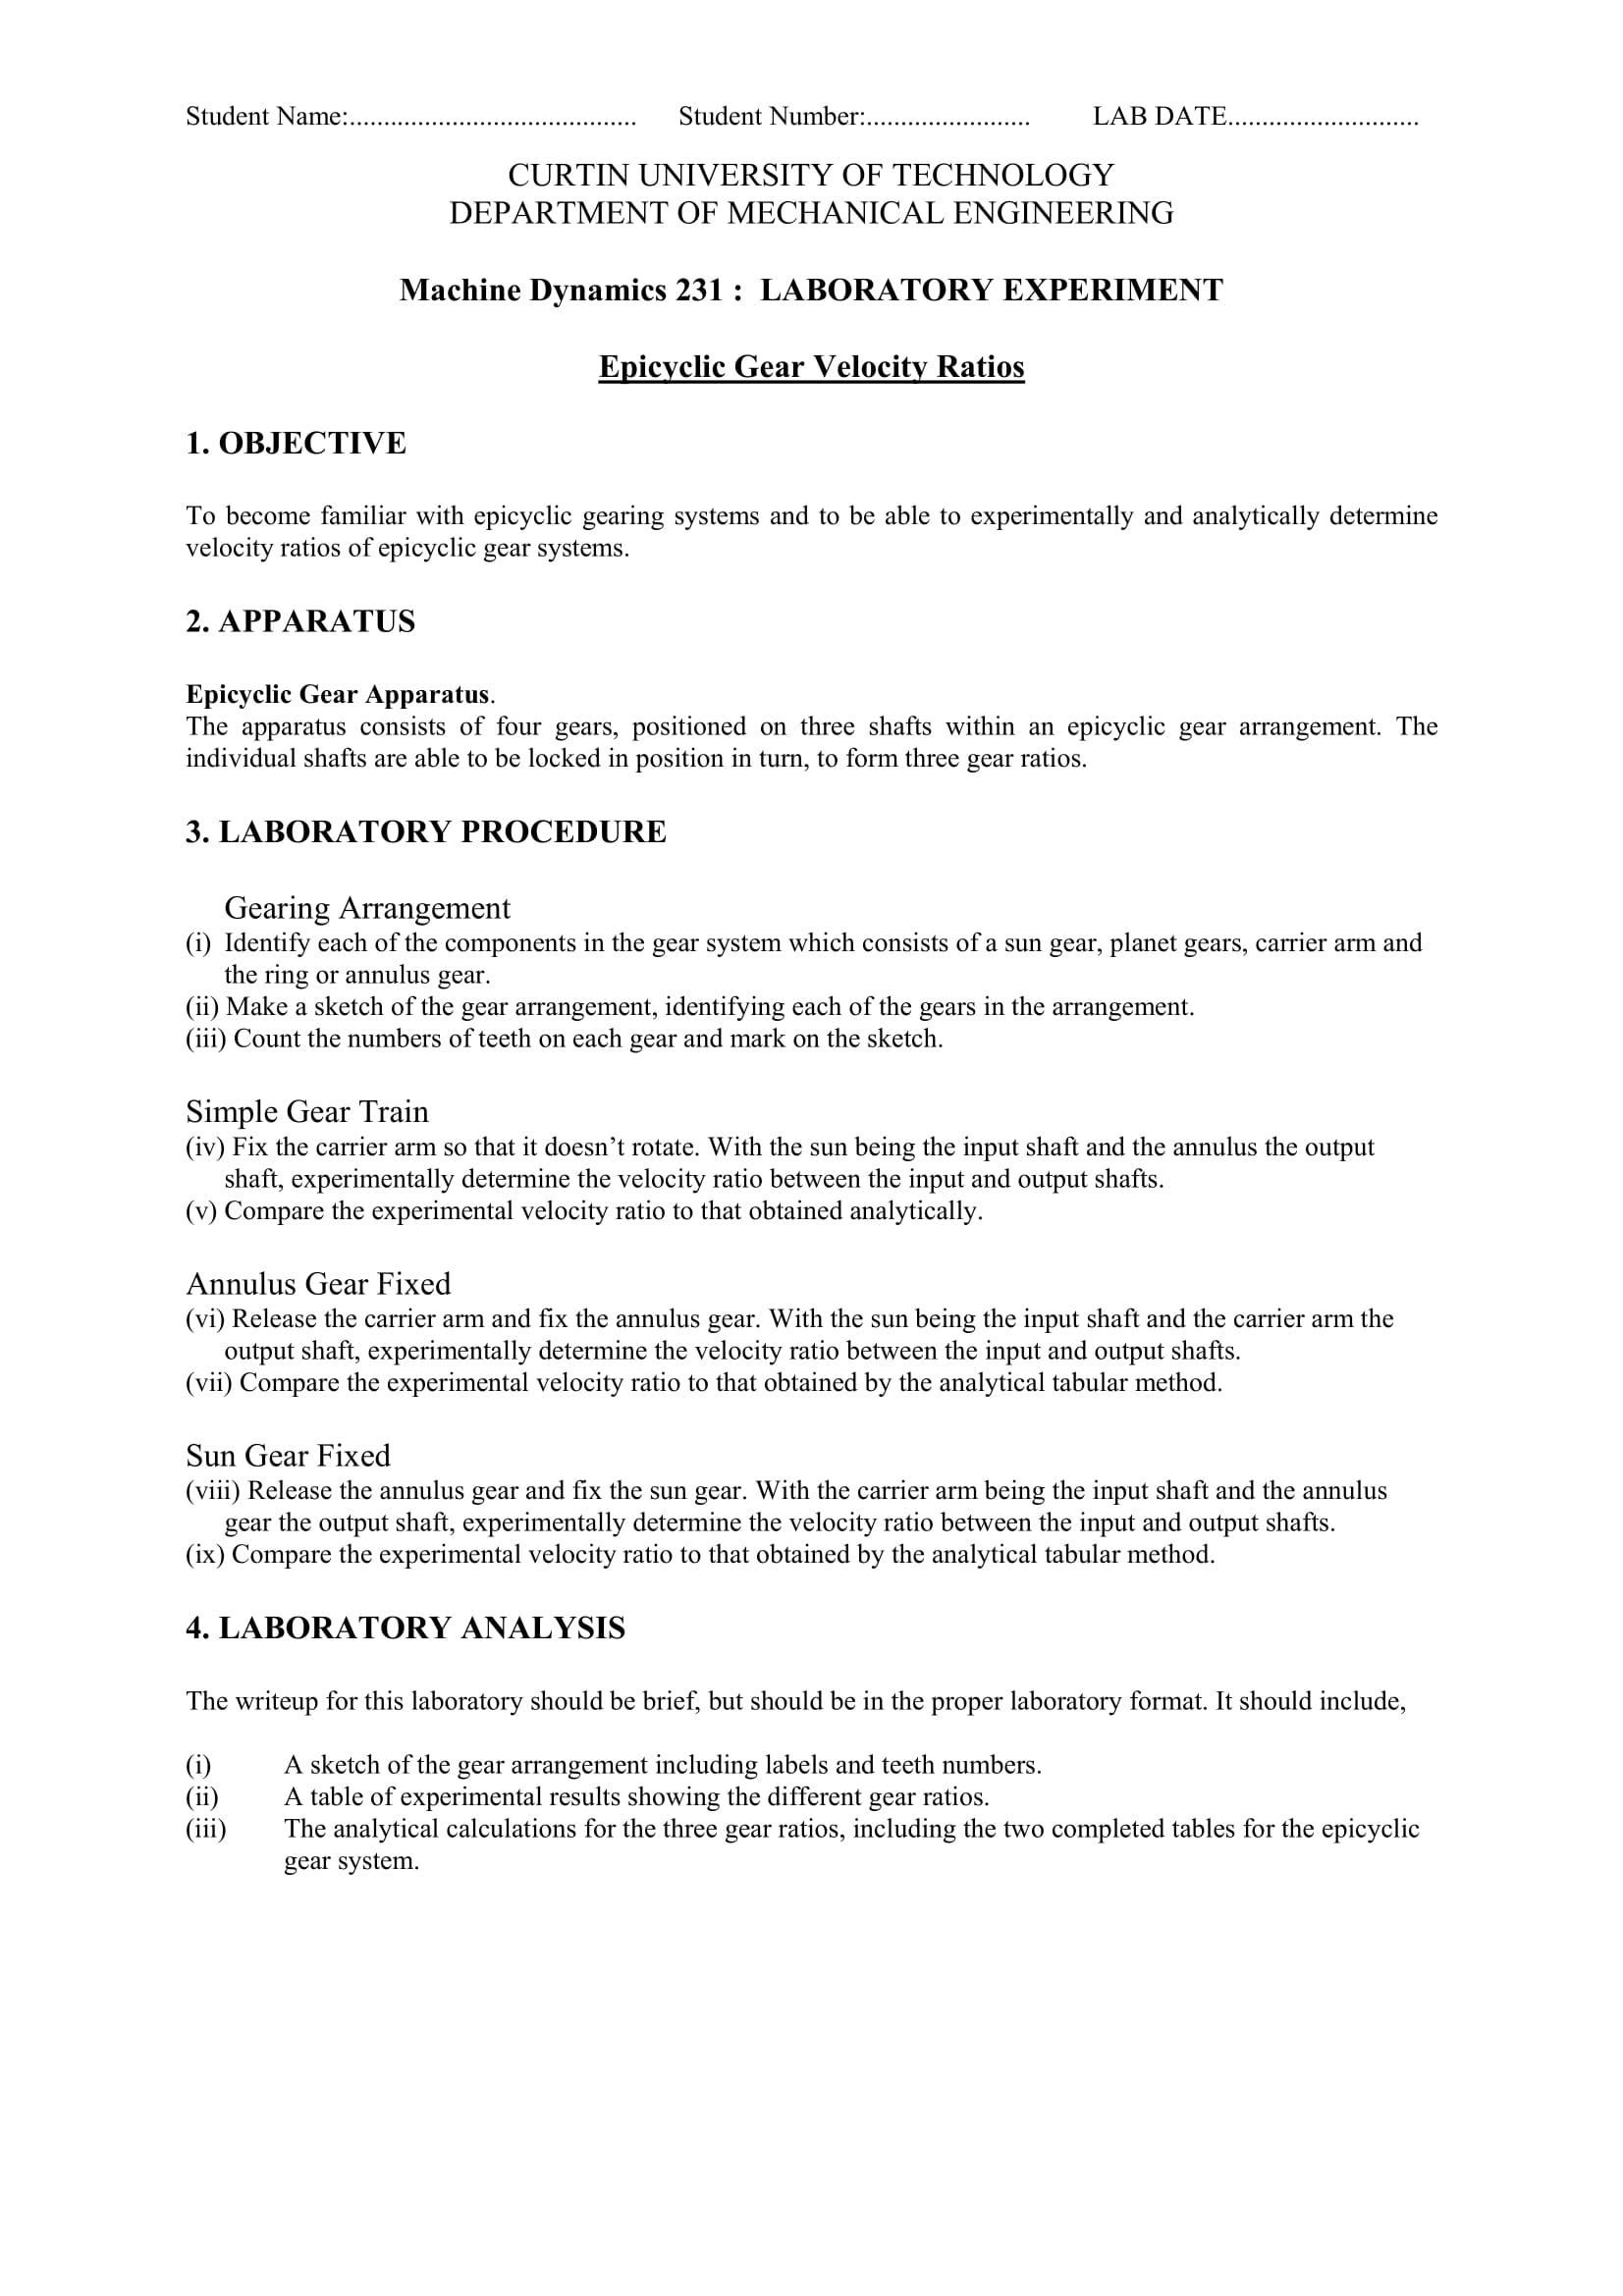 Student Name:.......................................... Student Number:........................ LAB DATE............................
CURTIN UNIVERSITY OF TECHNOLOGY
DEPARTMENT OF MECHANICAL ENGINEERING
Machine Dynamics 231 : LABORATORY EXPERIMENT
Epicyclic Gear Velocity Ratios
1. OBJECTIVE
To become familiar with epicyclic gearing systems and to be able to experimentally and analytically determine
velocity ratios of epicyclic gear systems.
2. APPARATUS
Epicyclic Gear Apparatus.
The apparatus consists of four gears, positioned on three shafts within an epicyclic gear arrangement. The
individual shafts are able to be locked in position in turn, to form three gear ratios.
3. LABORATORY PROCEDURE
Gearing Arrangement
(i) Identify each of the components in the gear system which consists of a sun gear, planet gears, carrier arm and
the ring or annulus gear.
(ii) Make a sketch of the gear arrangement, identifying each of the gears in the arrangement.
(iii) Count the numbers of teeth on each gear and mark on the sketch.
Simple Gear Train
(iv) Fix the carrier arm so that it doesn’t rotate. With the sun being the input shaft and the annulus the output
shaft, experimentally determine the velocity ratio between the input and output shafts.
(v) Compare the experimental velocity ratio to that obtained analytically.
Annulus Gear Fixed
(vi) Release the carrier arm and fix the annulus gear. With the sun being the input shaft and the carrier arm the
output shaft, experimentally determine the velocity ratio between the input and output shafts.
(vii) Compare the experimental velocity ratio to that obtained by the analytical tabular method.
Sun Gear Fixed
(viii) Release the annulus gear and fix the sun gear. With the carrier arm being the input shaft and the annulus
gear the output shaft, experimentally determine the velocity ratio between the input and output shafts.
(ix) Compare the experimental velocity ratio to that obtained by the analytical tabular method.
4. LABORATORY ANALYSIS
The writeup for this laboratory should be brief, but should be in the proper laboratory format. It should include,
(i) A sketch of the gear arrangement including labels and teeth numbers.
(ii) A table of experimental results showing the different gear ratios.
(iii) The analytical calculations for the three gear ratios, including the two completed tables for the epicyclic
gear system.